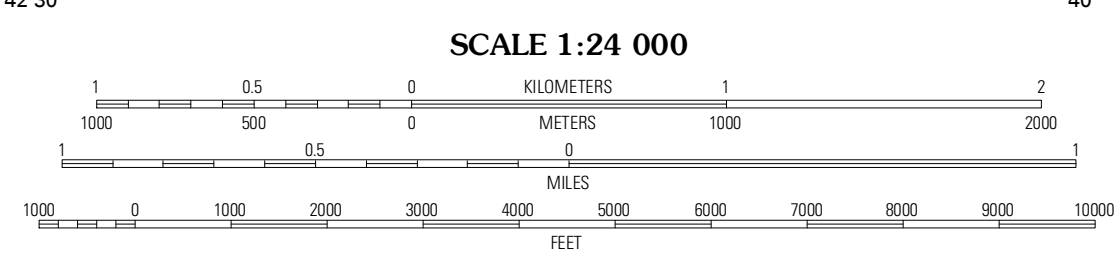 42'30" 40'
SCALE 1:24 000
1 0.5 0 KILOMETERS 1 2
1000 500 0 METERS 1000 2000
1 0.5 0 1
MILES
1000 0 1000 2000 3000 4000 5000 6000 7000 8000 9000 10000
FEET